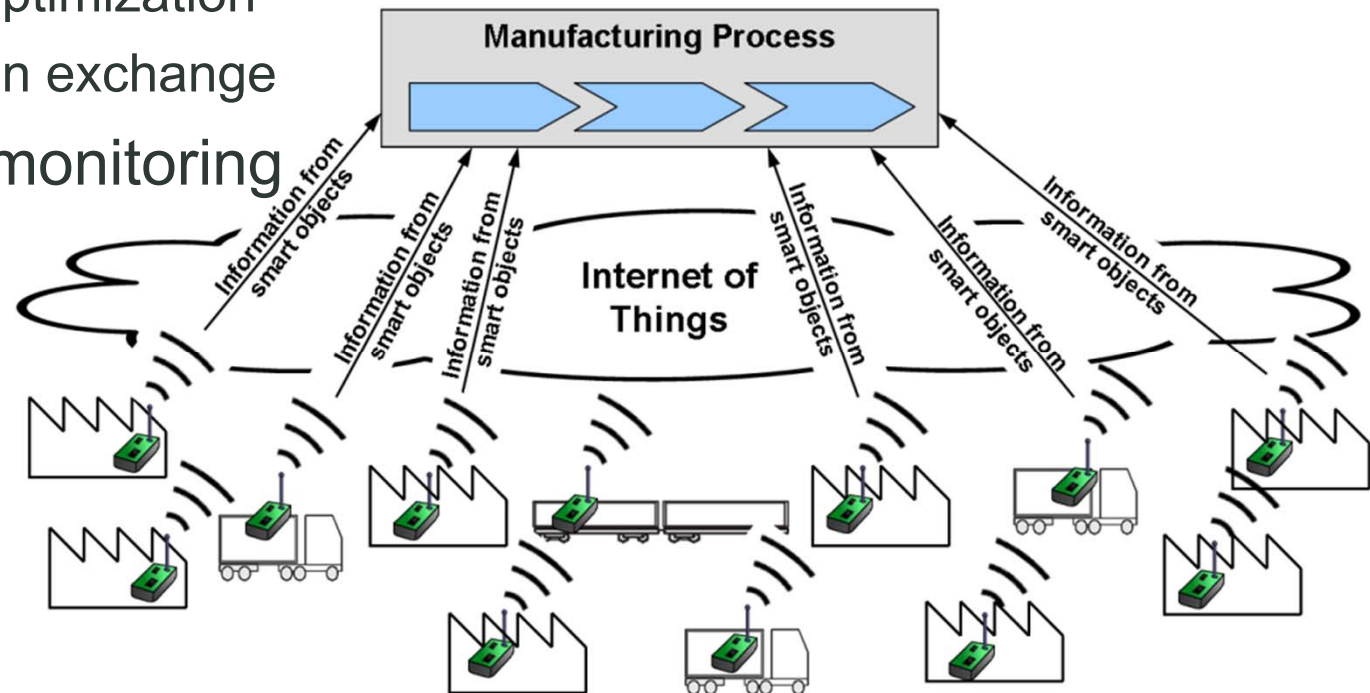 ptimization
n exchange
monitoring
Manufacturing Process
Information from
smart objects
Information from
smart objects
Information from
smart objects
Information from
smart objects
Information from
smart objects
Information from
smart objects
Internet of
Things